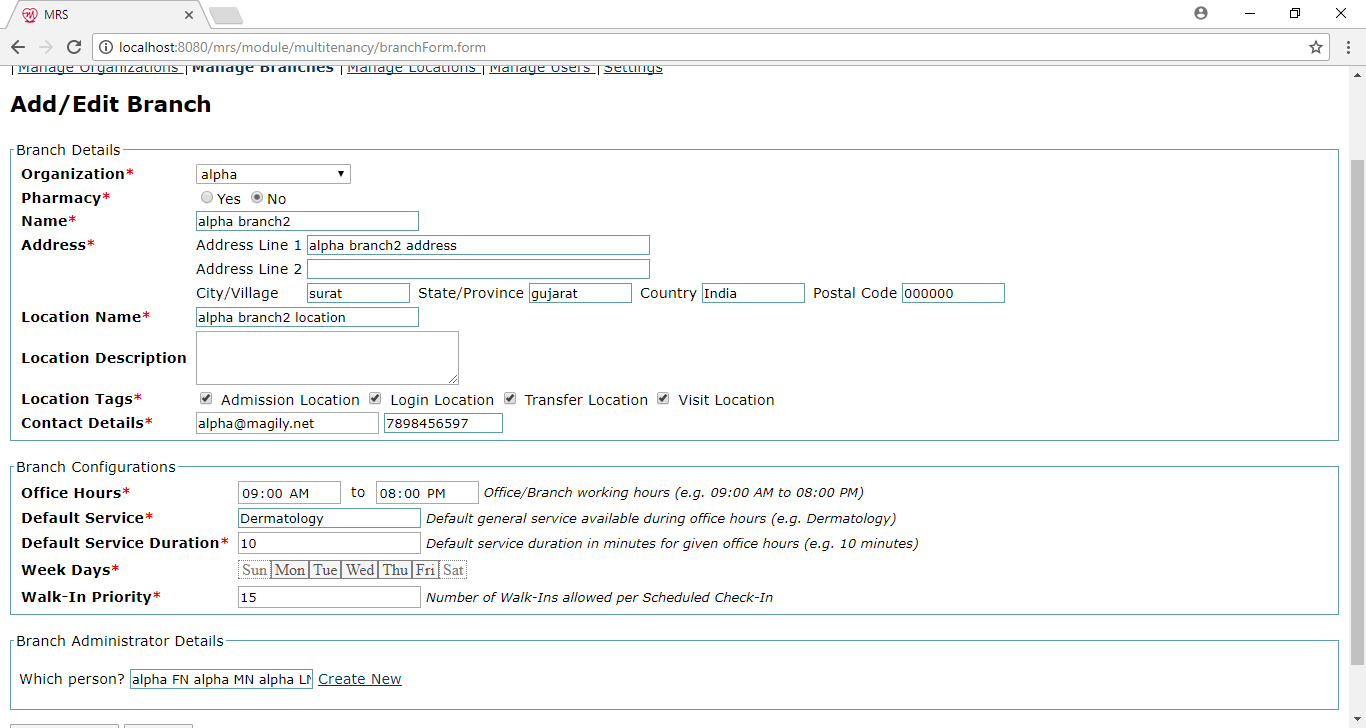 MRS
localhost:8080/mrs/module/multitenancy/branchForm.form
| Manage Organizations | Manage Branches | Manage Locations | Manage Users | Settings
Add/Edit Branch
Branch Details
Organization* alpha
Pharmacy* Yes No
Name* alpha branch2
Address* Address Line 1 alpha branch2 address
Address Line 2
City/Village surat State/Province gujarat Country India Postal Code 000000
Location Name* alpha branch2 location
Location Description
Location Tags* Admission Location Login Location Transfer Location Visit Location
Contact Details* alpha@magily.net 7898456597
Branch Configurations
Office Hours* 09:00 AM to 08:00 PM Office/Branch working hours (e.g. 09:00 AM to 08:00 PM)
Default Service* Dermatology Default general service available during office hours (e.g. Dermatology)
Default Service Duration* 10 Default service duration in minutes for given office hours (e.g. 10 minutes)
Week Days* Sun Mon Tue Wed Thu Fri Sat
Walk-In Priority* 15 Number of Walk-Ins allowed per Scheduled Check-In
Branch Administrator Details
Which person? alpha FN alpha MN alpha LN Create New